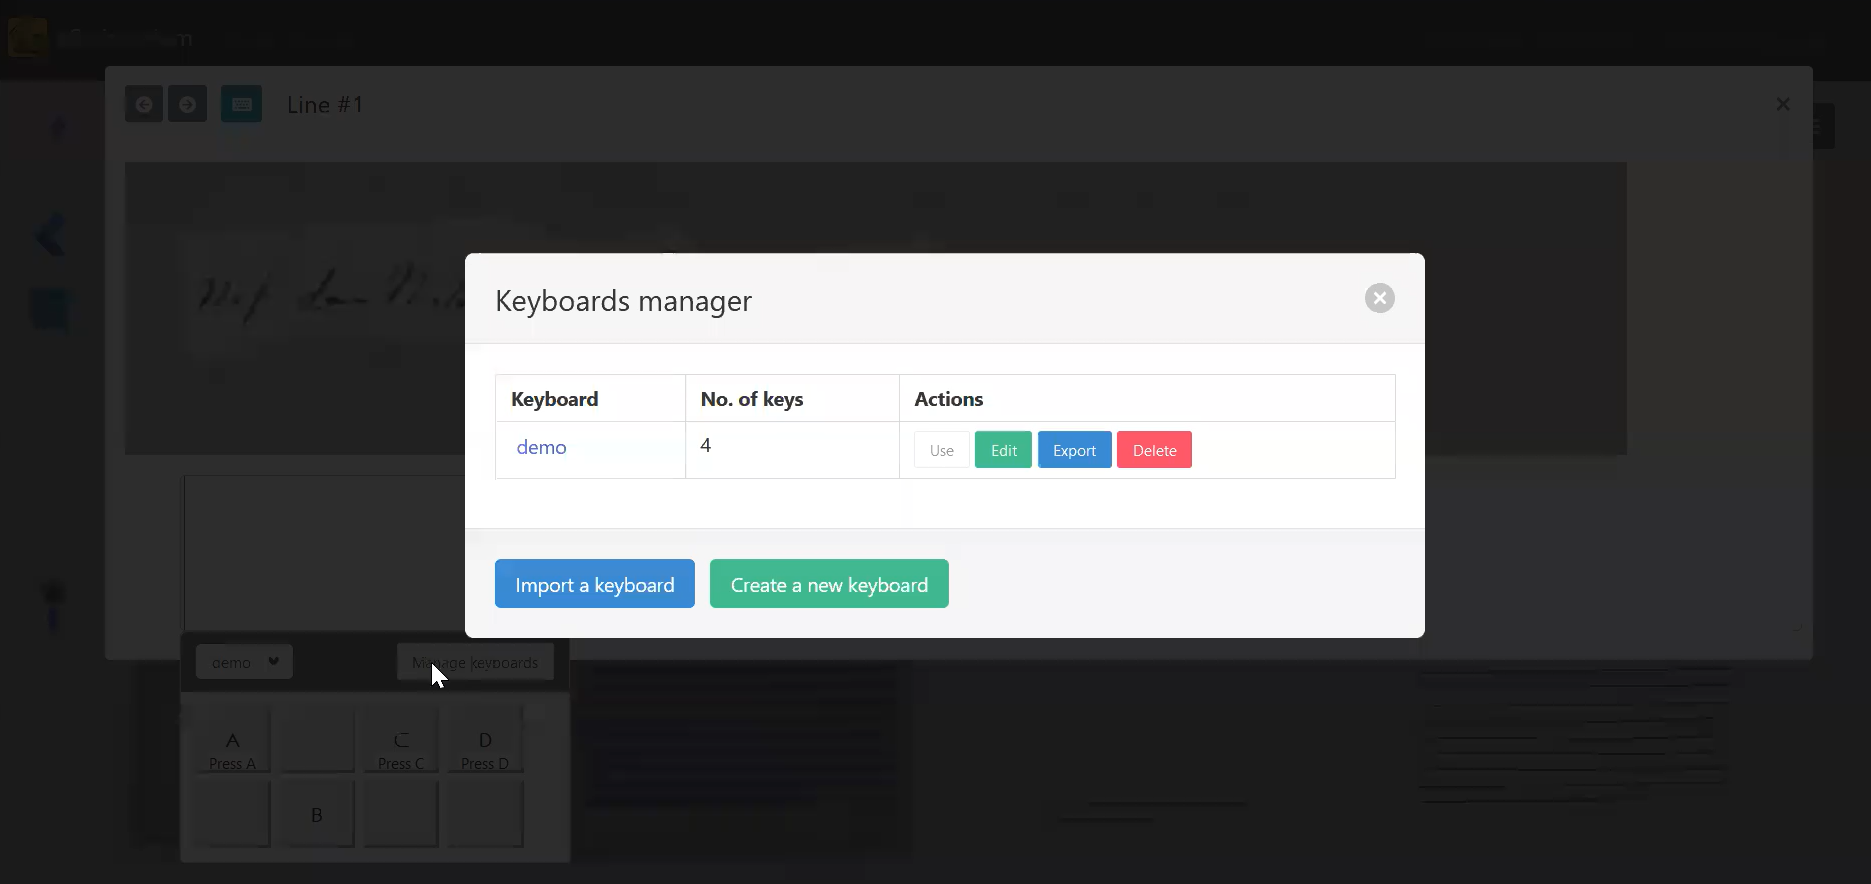 Line #1
Keyboards manager
Keyboard No. of keys Actions
demo 4 Use Edit Export Delete
Import a keyboard Create a new keyboard
demo Manage keyboards
A C D
Press A Press C Press D
B